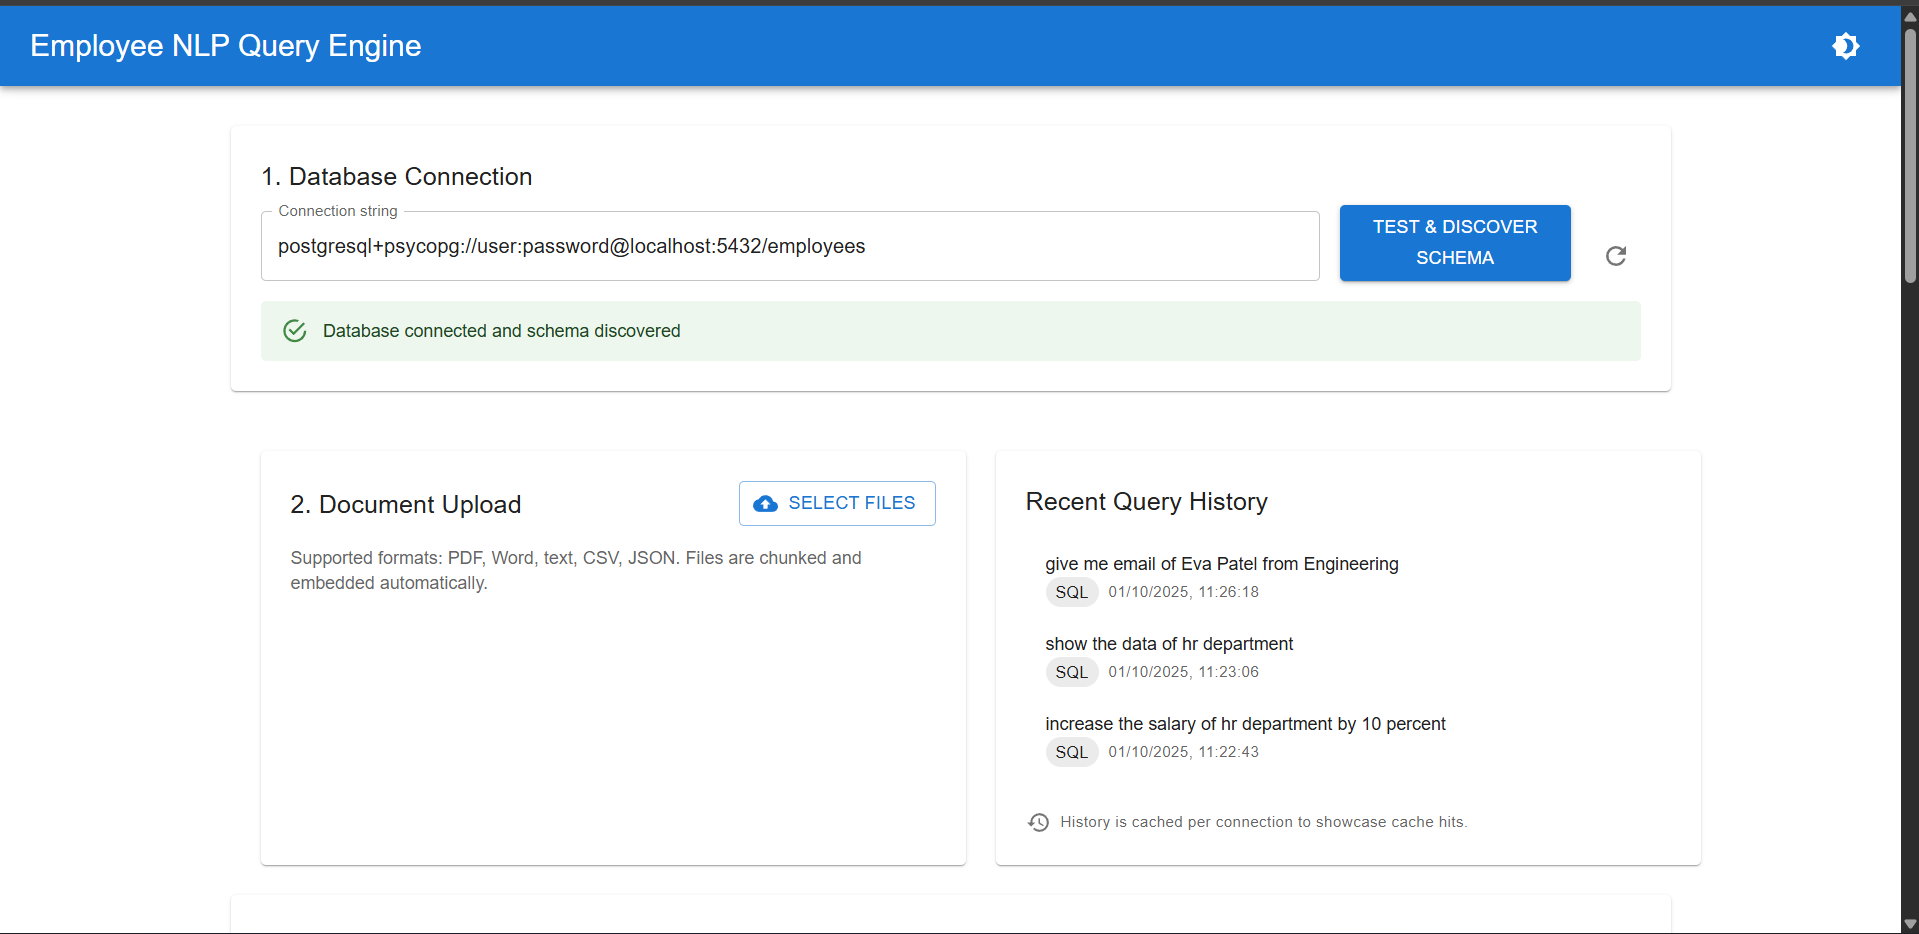 Employee NLP Query Engine
1. Database Connection
Connection string
postgresql+psycopg://user:password@localhost:5432/employees
TEST & DISCOVER
SCHEMA
Database connected and schema discovered
2. Document Upload
SELECT FILES
Supported formats: PDF, Word, text, CSV, JSON. Files are chunked and
embedded automatically.
Recent Query History
give me email of Eva Patel from Engineering
SQL 01/10/2025, 11:26:18
show the data of hr department
SQL 01/10/2025, 11:23:06
increase the salary of hr department by 10 percent
SQL 01/10/2025, 11:22:43
History is cached per connection to showcase cache hits.